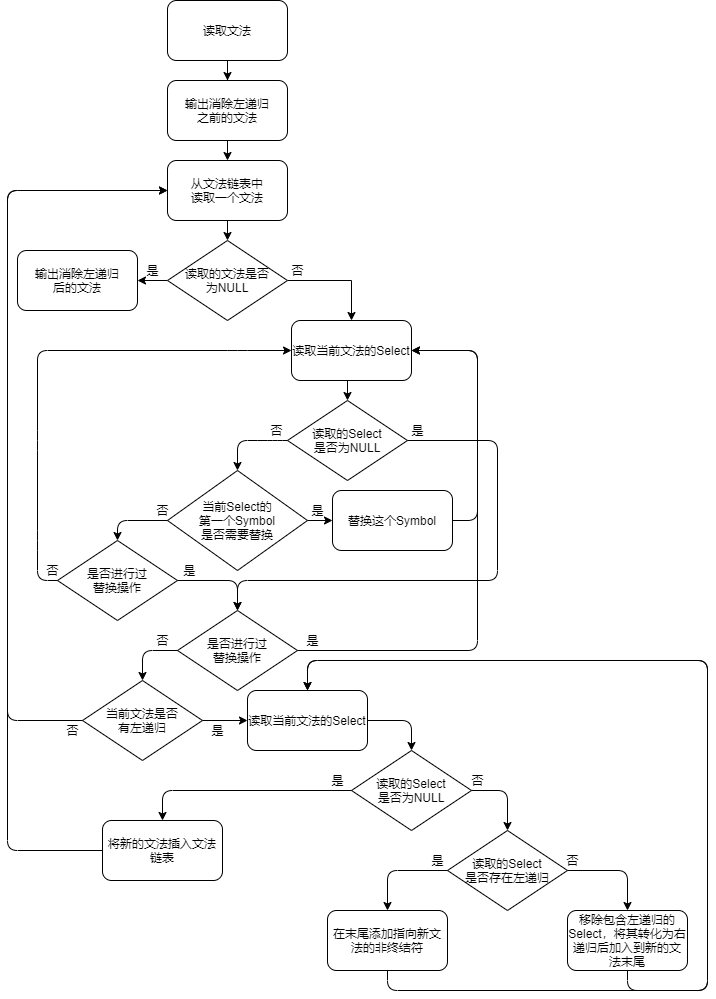 读取文法
输出消除左递归
之前的文法
从文法链表中
读取一个文法
输出消除左递归
后的文法
是
读取的文法是否
为NULL
否
读取当前文法的Select
否
读取的Select
是否为NULL
是
否
当前Select的
第一个Symbol
是否需要替换
是
替换这个Symbol
否
是否进行过
替换操作
是
否
是否进行过
替换操作
是
否
当前文法是否
有左递归
是
读取当前文法的Select
是
读取的Select
是否为NULL
否
将新的文法插入文法
链表
是
读取的Select
是否存在左递归
否
在末尾添加指向新文
法的非终结符
移除包含左递归的
Select，将其转化为右
递归后加入到新的文
法末尾